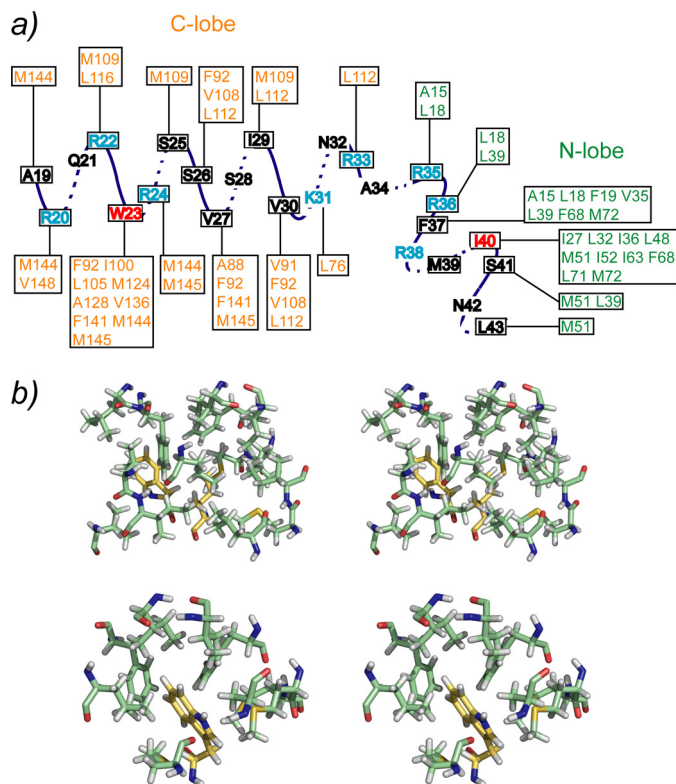 a)
C-lobe
M144
M109
L116
M109
F92
V108
L112
M109
L112
L112
A15
L18
L18
L39
N-lobe
A19
Q21
R22
S25
S26
S28
I29
N32
R33
A34
R35
R36
R20
W23
R24
V27
V30
K31
F37
R38
M39
I40
S41
N42
L43
A15 L18 F19 V35
L39 F68 M72
I27 L32 I36 L48
M51 I52 I63 F68
L71 M72
M51 L39
M51
M144
V148
F92 I100
L105 M124
A128 V136
F141 M144
M145
M144
M145
A88
F92
F141
M145
V91
F92
V108
L112
L76
b)